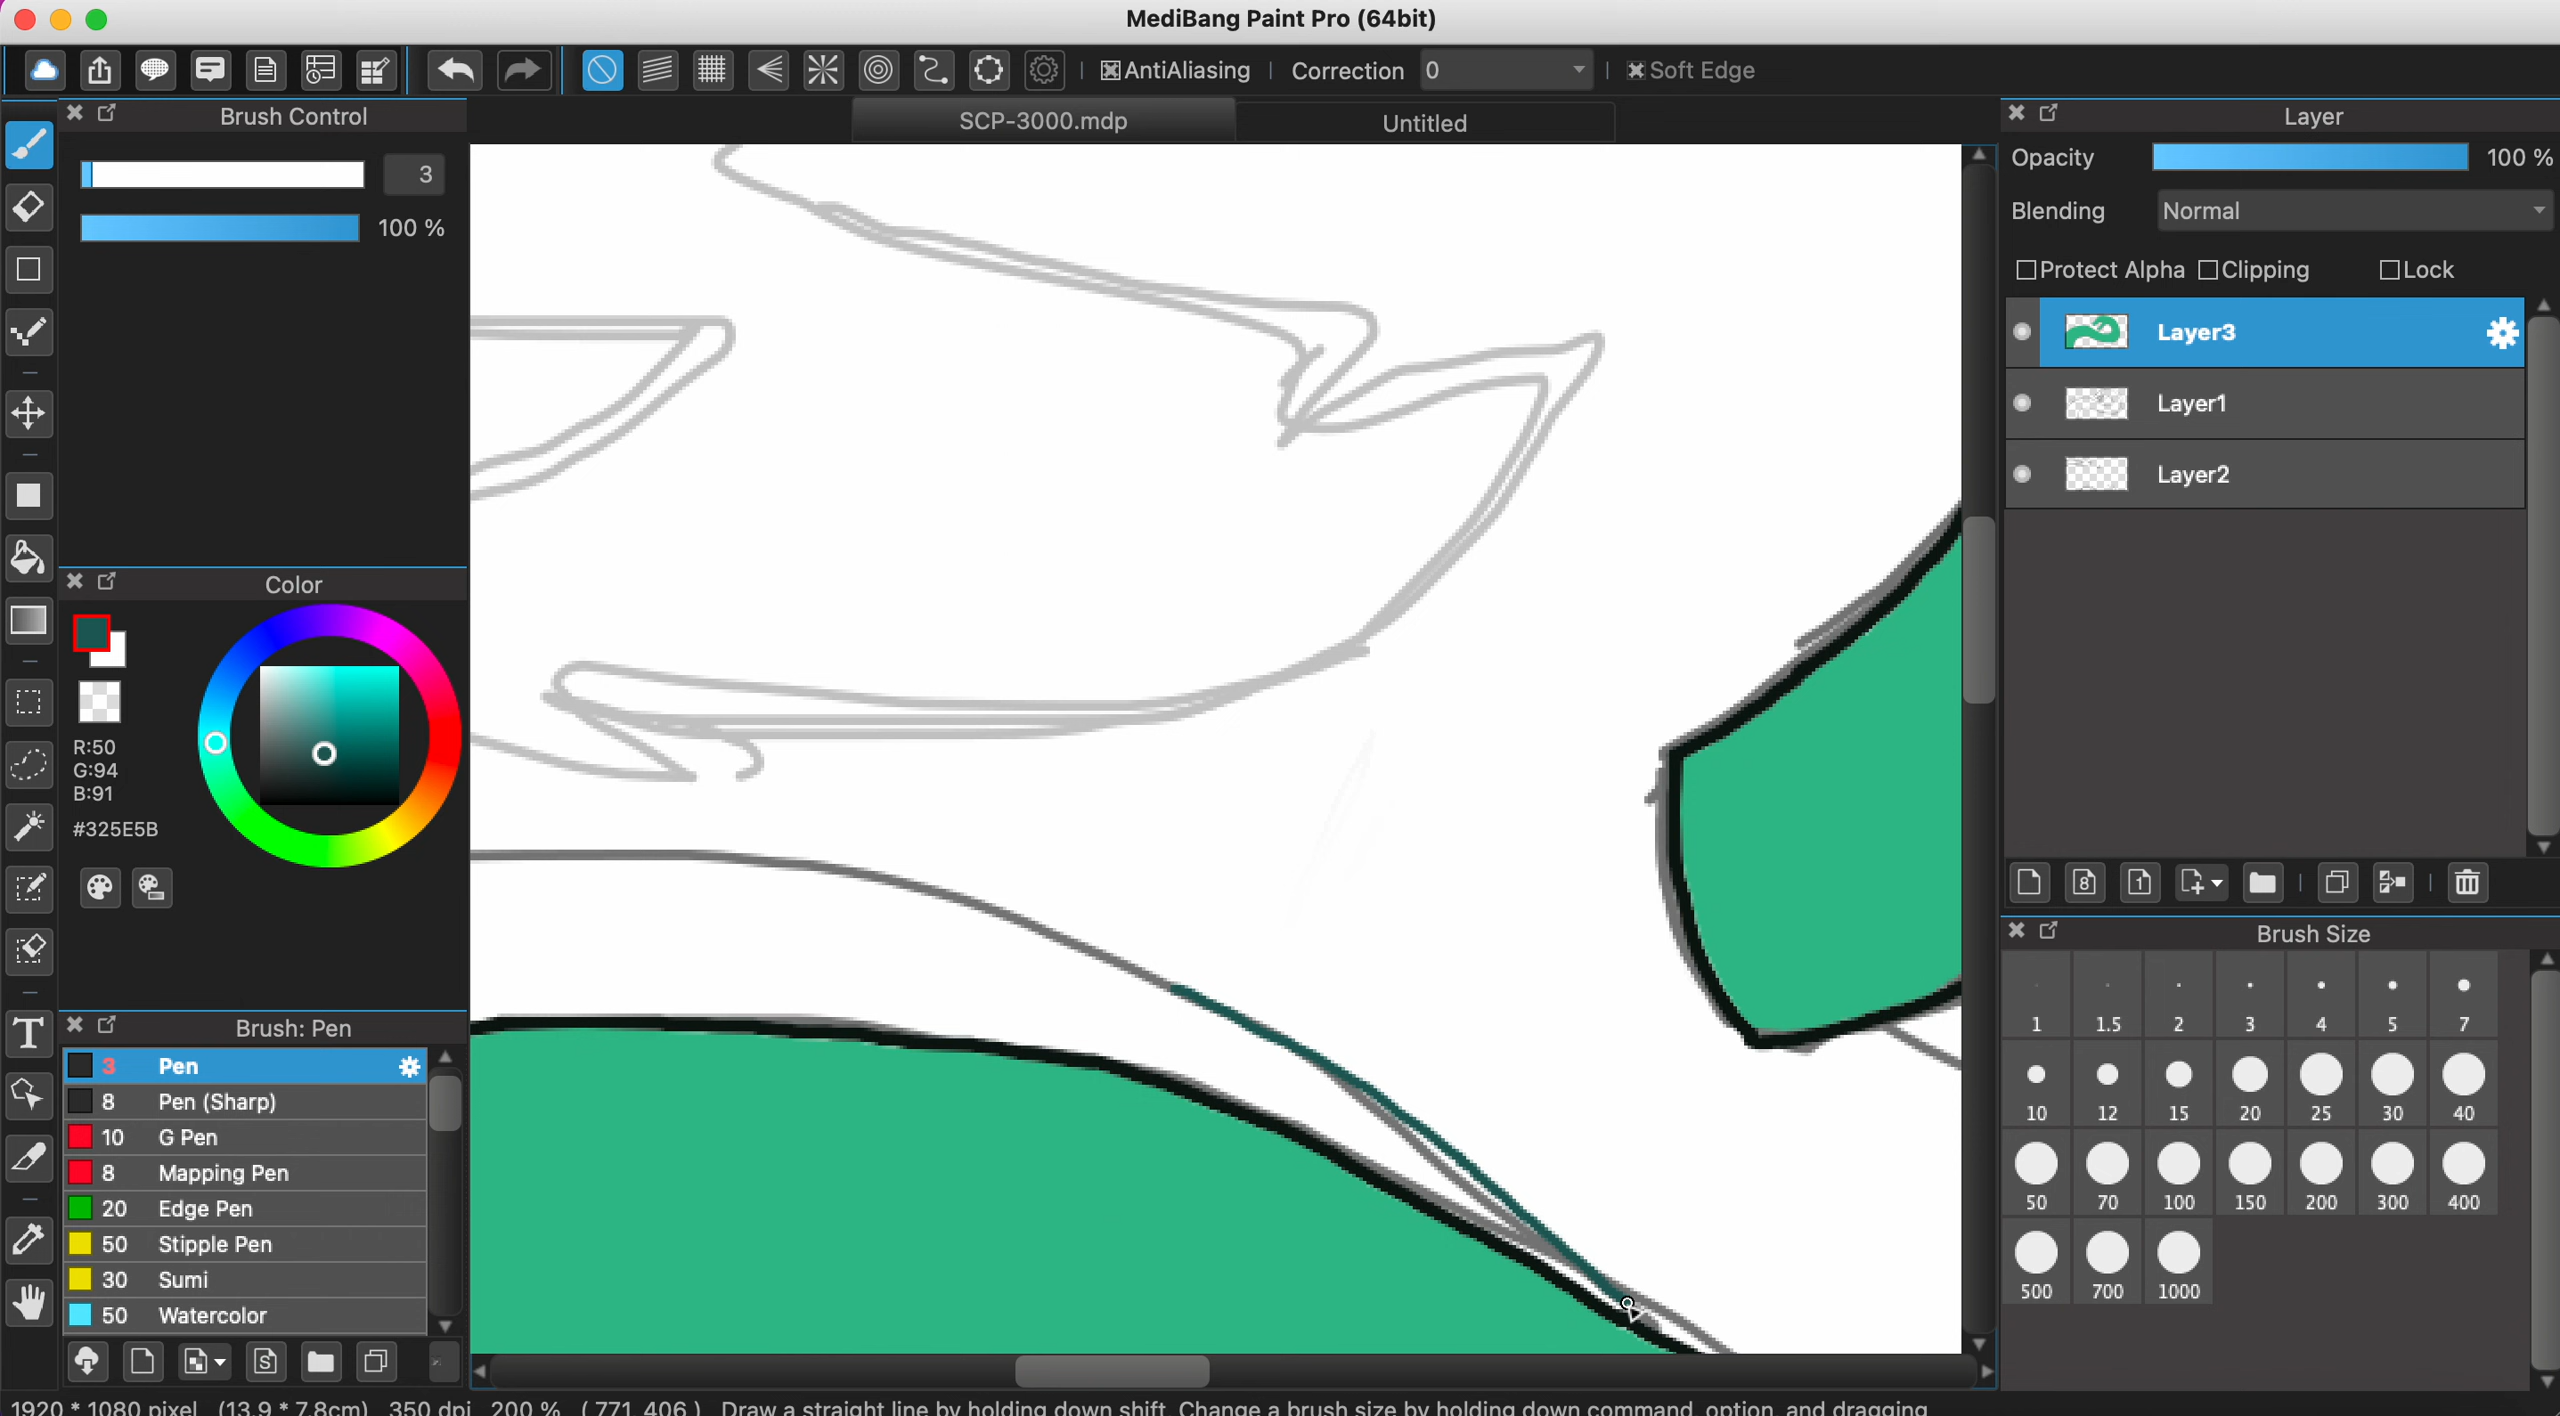 MediBang Paint Pro (64bit)
AntiAliasing
Correction
0
Soft Edge
Brush Control
SCP-3000.mdp
Untitled
Layer
3
100 %
Opacity
100 %
Blending
Normal
Protect Alpha
Clipping
Lock
Layer3
Layer1
Layer2
Color
R:50
G:94
B:91
#325E5B
8
1
Brush Size
1 1.5 2 3 4 5 7
10 12 15 20 25 30 40
50 70 100 150 200 300 400
500 700 1000
Brush: Pen
3 Pen
8 Pen (Sharp)
10 G Pen
8 Mapping Pen
20 Edge Pen
50 Stipple Pen
30 Sumi
50 Watercolor
T
S
1920 * 1080 pixel (13.9 * 7.8cm) 350 dpi 200 % ( 771, 406 ) Draw a straight line by holding down shift, Change a brush size by holding down command, option, and dragging